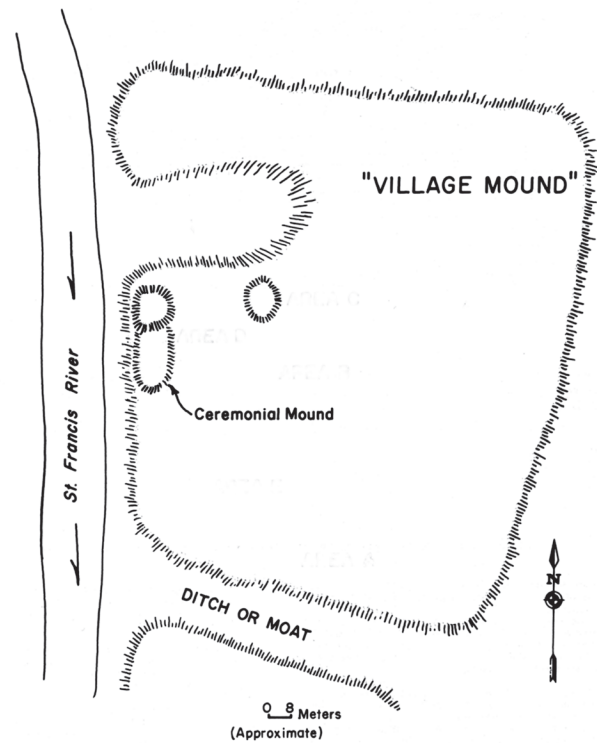 "VILLAGE MOUND"
Ceremonial Mound
St. Francis River
DITCH OR MOAT
N
0 8 Meters
(Approximate)